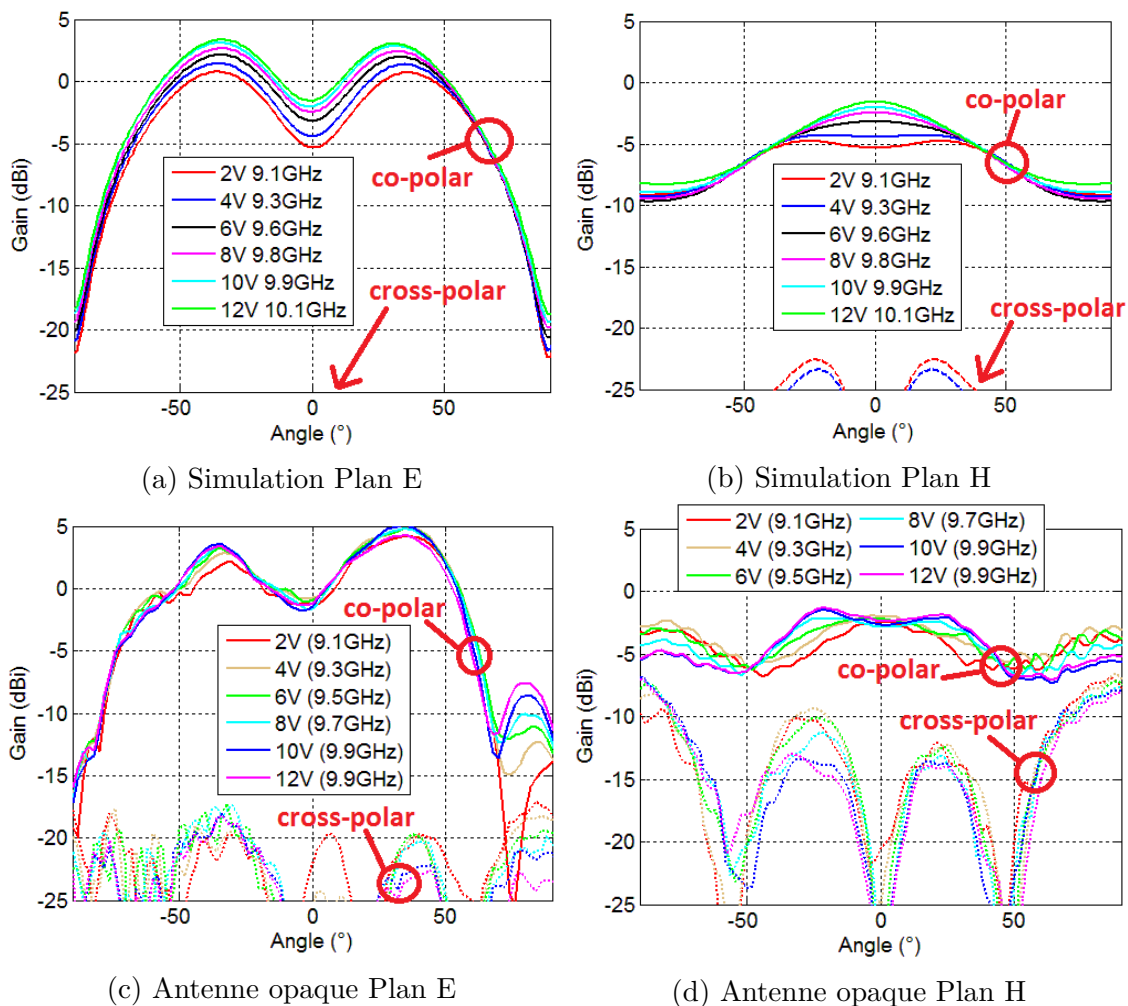 5
0
-5
-10
-15
-20
-25
-50
0
50
Gain (dBi)
Angle (°)
co-polar
cross-polar
2V 9.1GHz
4V 9.3GHz
6V 9.6GHz
8V 9.8GHz
10V 9.9GHz
12V 10.1GHz
(a) Simulation Plan E
5
0
-5
-10
-15
-20
-25
-50
0
50
Gain (dBi)
Angle (°)
co-polar
cross-polar
2V 9.1GHz
4V 9.3GHz
6V 9.6GHz
8V 9.8GHz
10V 9.9GHz
12V 10.1GHz
(b) Simulation Plan H
5
0
-5
-10
-15
-20
-25
-50
0
50
Gain (dBi)
Angle (°)
co-polar
cross-polar
2V (9.1GHz)
4V (9.3GHz)
6V (9.5GHz)
8V (9.7GHz)
10V (9.9GHz)
12V (9.9GHz)
(c) Antenne opaque Plan E
2V (9.1GHz)
4V (9.3GHz)
6V (9.5GHz)
8V (9.7GHz)
10V (9.9GHz)
12V (9.9GHz)
5
0
-5
-10
-15
-20
-25
-50
0
50
Gain (dBi)
Angle (°)
co-polar
cross-polar
(d) Antenne opaque Plan H